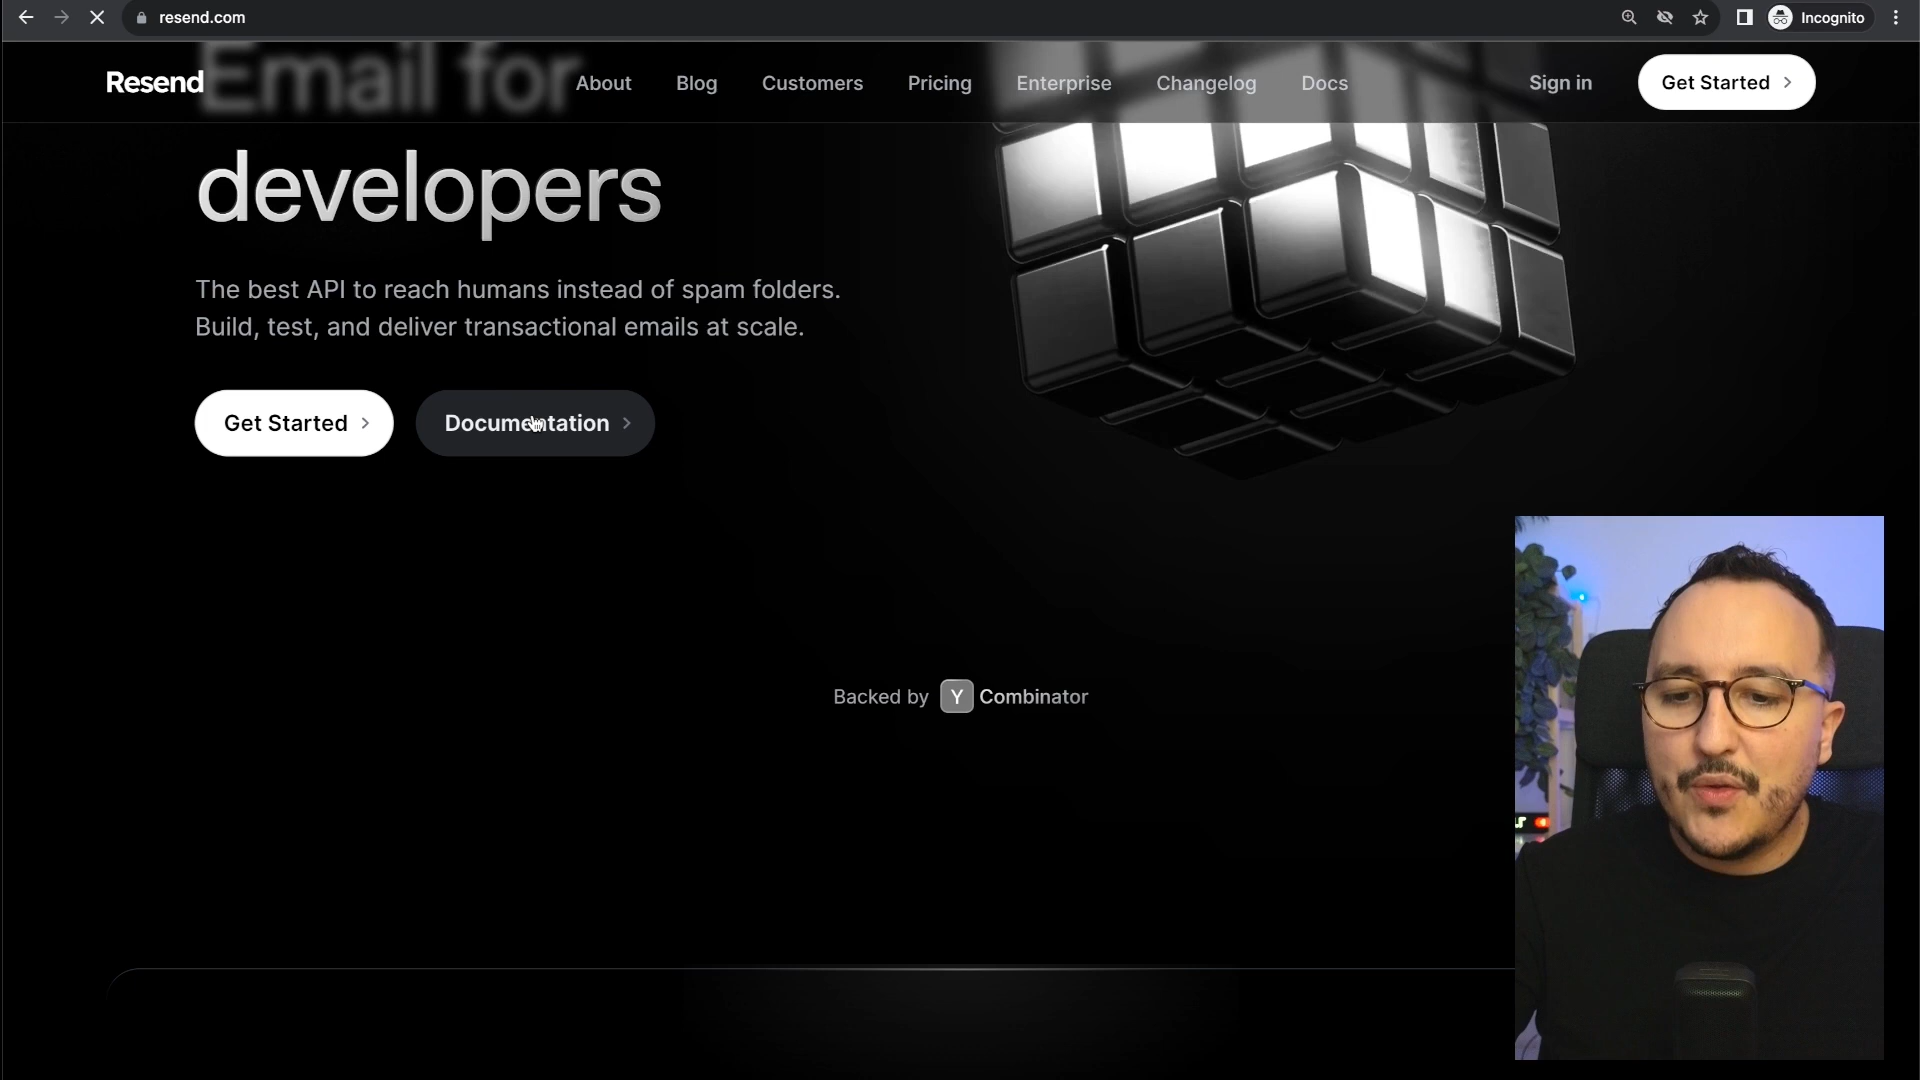 resend.com
Incognito
Resend
About Blog Customers Pricing Enterprise Changelog Docs
Sign in
Get Started
Email for
developers
The best API to reach humans instead of spam folders.
Build, test, and deliver transactional emails at scale.
Get Started
Documentation
Backed by Y Combinator